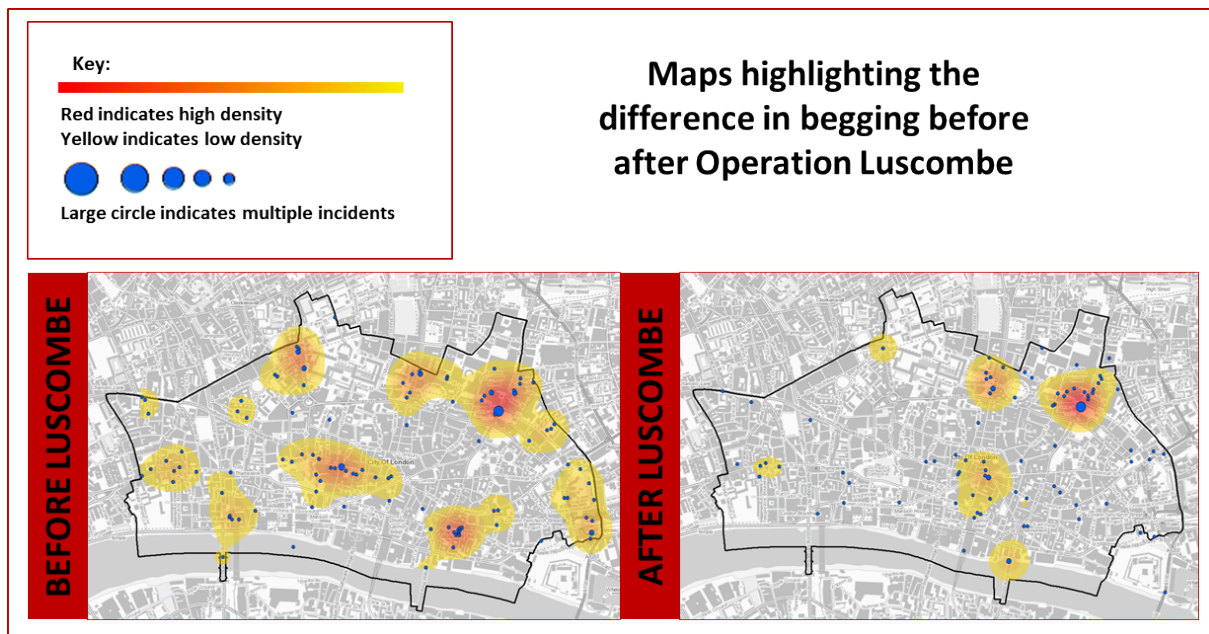 Key:
Red indicates high density
Yellow indicates low density
Large circle indicates multiple incidents
Maps highlighting the
difference in begging before
after Operation Luscombe
BEFORE LUSCOMBE
City Of London
AFTER LUSCOMBE
City Of London